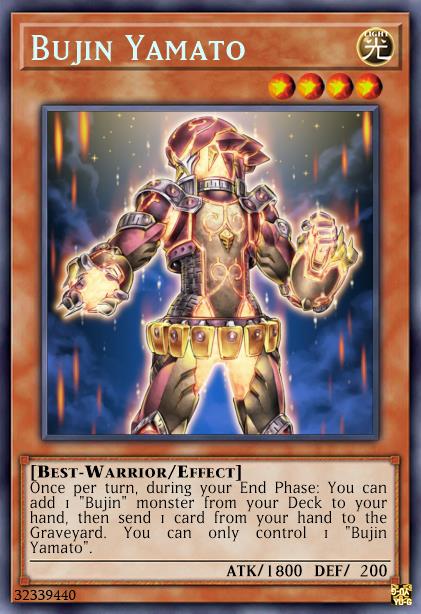 Bujin Yamato
LIGHT
光
[Best-Warrior/Effect]
Once per turn, during your End Phase: You can
add 1 "Bujin" monster from your Deck to your
hand, then send 1 card from your hand to the
Graveyard. You can only control 1 "Bujin
Yamato".
ATK/1800 DEF/ 200
32339440